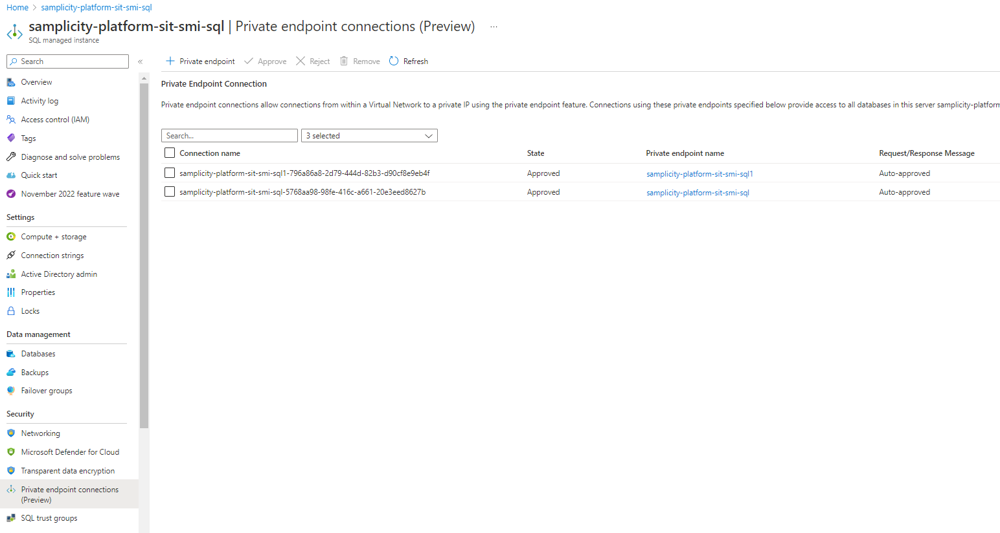 Home > samplicity-platform-sit-smi-sql
samplicity-platform-sit-smi-sql | Private endpoint connections (Preview) ...
SQL managed instance
Search «
Overview
Activity log
Access control (IAM)
Tags
Diagnose and solve problems
Quick start
November 2022 feature wave
Settings
Compute + storage
Connection strings
Active Directory admin
Properties
Locks
Data management
Databases
Backups
Failover groups
Security
Networking
Microsoft Defender for Cloud
Transparent data encryption
Private endpoint connections
(Preview)
SQL trust groups
Private endpoint Approve Reject Remove Refresh
Private Endpoint Connection
Private endpoint connections allow connections from within a Virtual Network to a private IP using the private endpoint feature. Connections using these private endpoints specified below provide access to all databases in this server samplicity-platform
Search... 3 selected
Connection name State Private endpoint name Request/Response Message
samplicity-platform-sit-smi-sql1-796a86a8-2d79-444d-82b3-d90cf8e9eb4f Approved samplicity-platform-sit-smi-sql1 Auto-approved
samplicity-platform-sit-smi-sql-5768aa98-98fe-416c-a661-20e3eed8627b Approved samplicity-platform-sit-smi-sql Auto-approved